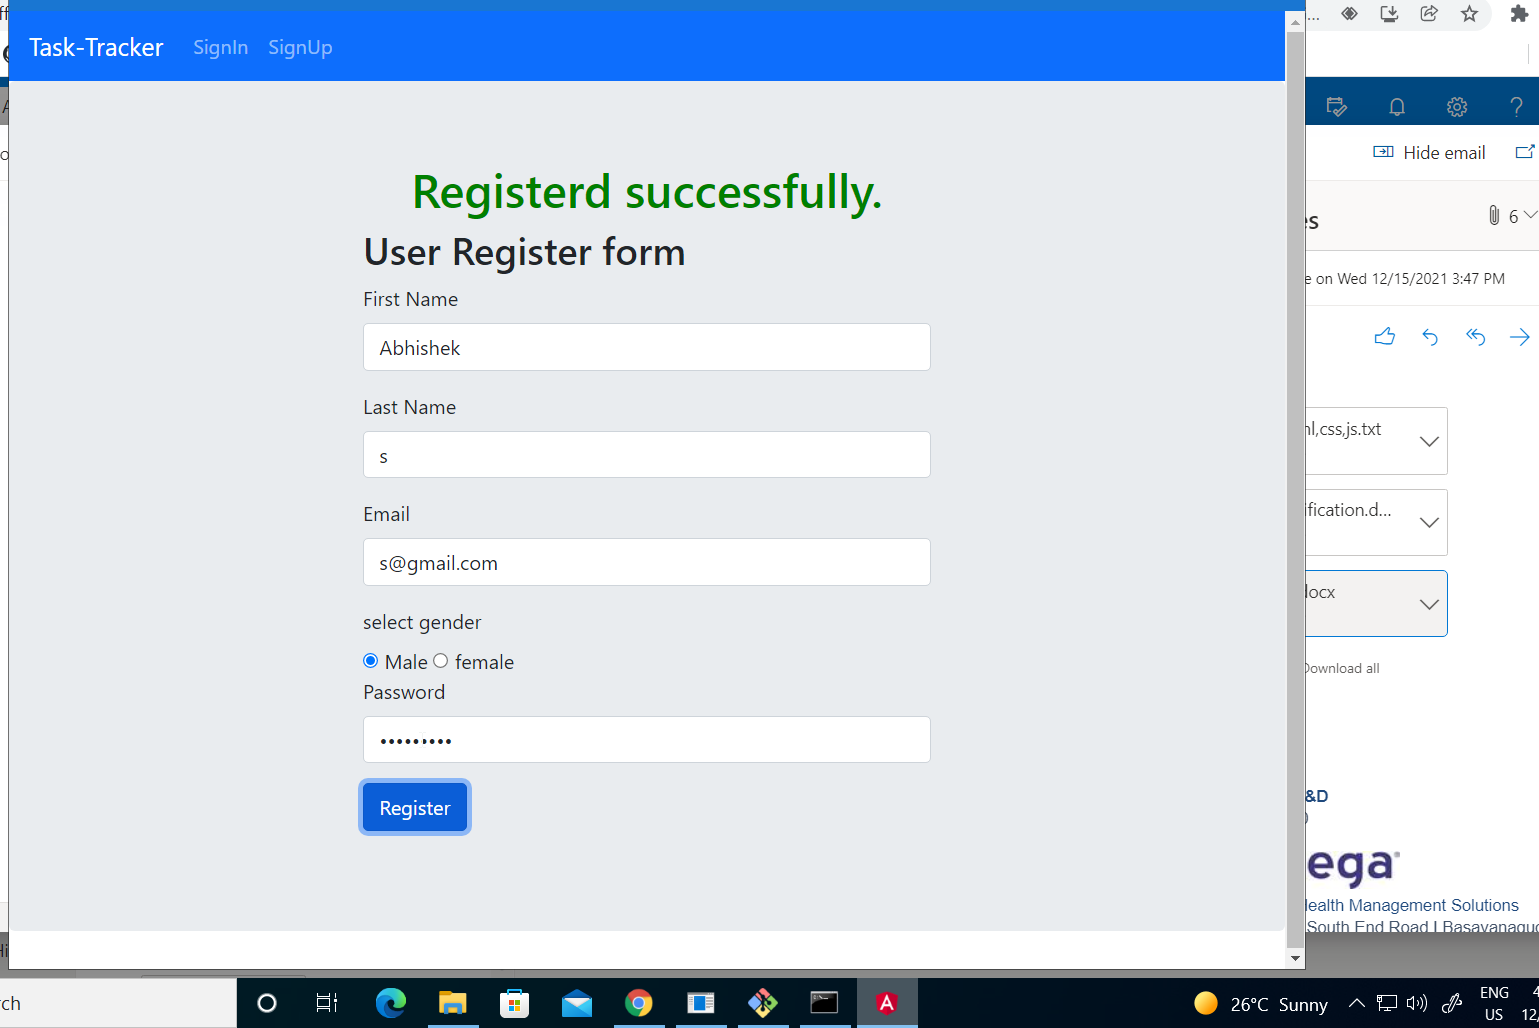 Task-Tracker SignIn SignUp
Registerd successfully.
User Register form
First Name
Abhishek
Last Name
s
Email
s@gmail.com
select gender
Male female
Password
Register
Hide email
6
e on Wed 12/15/2021 3:47 PM
,css,js.txt
ification.d...
docx
Download all
&D
ega
Health Management Solutions
South End Road | Basavanagu
rch
26°C Sunny
ENG
US